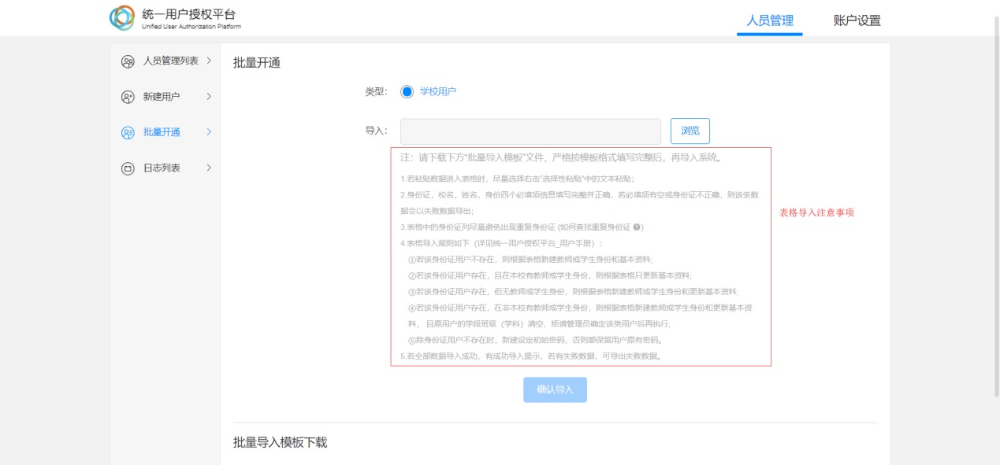 统一用户授权平台
Unified User Authorization Platform
人员管理
账户设置
人员管理列表
新建用户
批量开通
日志列表
批量开通
类型：
学校用户
导入：
浏览
注：请下载下方“批量导入模板”文件，严格按模板格式填写完整后，再导入系统。
1.若粘贴数据进入表格时，尽量选择右击“选择性粘贴”中的文本粘贴；
2.身份证，校名，姓名，身份四个必填项信息填写完整并正确，若必填项有空或身份证不正确，则该条数
据会以失败数据导出；
3.表格中的身份证列尽量避免出现重复身份证 (如何查找重复身份证 ?)
4.表格导入规则如下（详见统一用户授权平台_用户手册）：
①若该身份证用户不存在，则根据表格新建教师或学生身份和基本资料;
②若该身份证用户存在，且在本校有教师或学生身份，则根据表格只更新基本资料;
③若该身份证用户存在，但无教师或学生身份，则根据表格新建教师或学生身份和更新基本资料;
④若该身份证用户存在，在非本校有教师或学生身份，则根据表格新建教师或学生身份和更新基本资
料， 且原用户的学段班级（学科）清空，烦请管理员确定该类用户后再执行;
⑤除身份证用户不存在时，新建设定初始密码，否则都保留用户原有密码。
5.若全部数据导入成功，有成功导入提示，若有失败数据，可导出失败数据。
表格导入注意事项
确认导入
批量导入模板下载